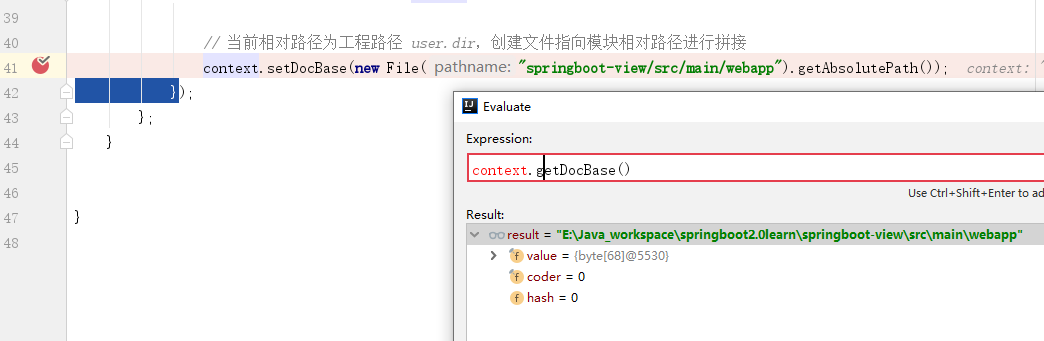 39
40 // 当前相对路径为工程路径 user.dir, 创建文件指向模块相对路径进行拼接
41 context.setDocBase(new File( pathname: "springboot-view/src/main/webapp").getAbsolutePath()); context: "
42 });
43 };
44 }
45
46
47 }
48
Evaluate
Expression:
context.getDocBase()
Use Ctrl+Shift+Enter to ad
Result:
result = "E:\Java_workspace\springboot2.0learn\springboot-view\src\main\webapp"
value = {byte[68]@5530}
coder = 0
hash = 0